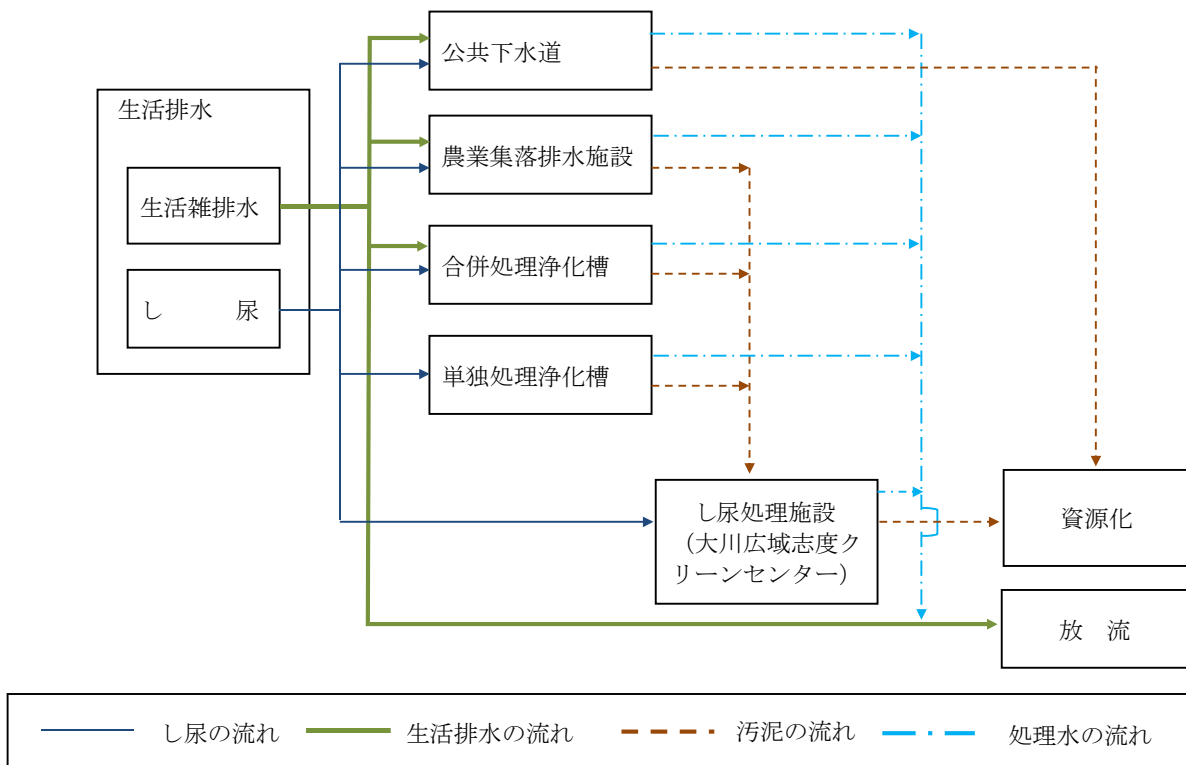 生活排水
生活雑排水
し　尿
公共下水道
農業集落排水施設
合併処理浄化槽
単独処理浄化槽
し尿処理施設
（大川広域志度ク
リーンセンター）
資源化
放　流
し尿の流れ
生活排水の流れ
汚泥の流れ
処理水の流れ